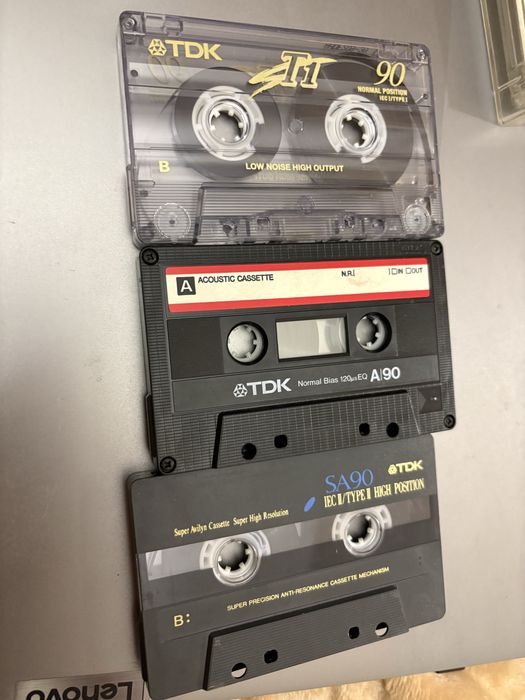 TDK
T1
90
NORMAL POSITION
IEC I/TYPE I
B
LOW NOISE HIGH OUTPUT
A ACOUSTIC CASSETTE N.R.[ ] □IN □OUT
TDK Normal Bias 120µs EQ A/90
SA90 TDK
IEC II/TYPE II HIGH POSITION
Super Avilyn Cassette Super High Resolution
B:
SUPER PRECISION ANTI-RESONANCE CASSETTE MECHANISM
Lenovo